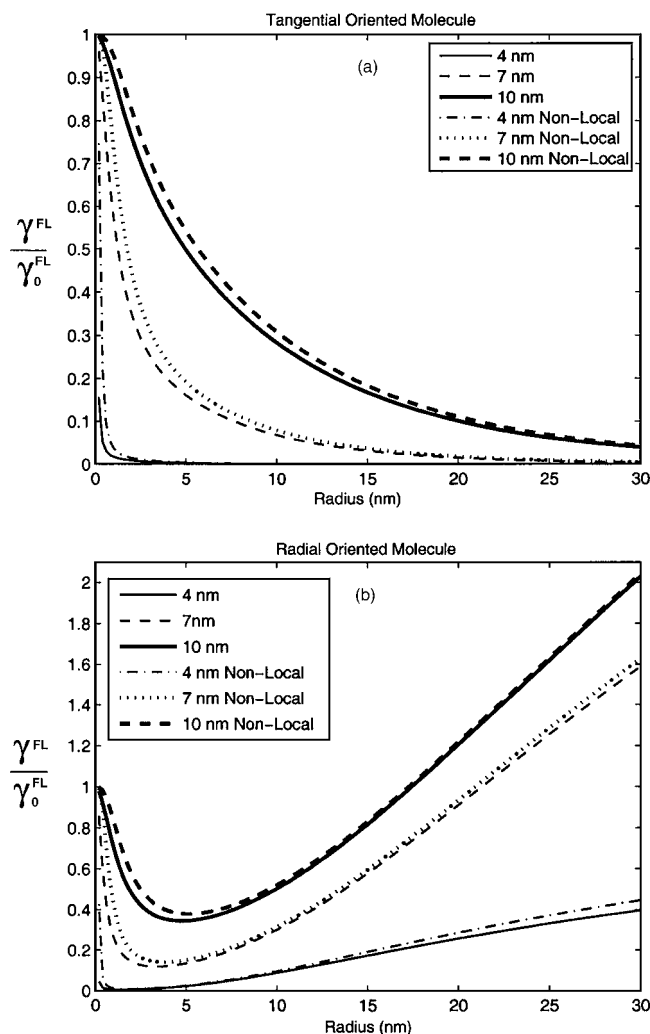 Tangential Oriented Molecule
(a)
4 nm
7 nm
10 nm
4 nm Non-Local
7 nm Non-Local
10 nm Non-Local
γFL
γ0FL
1
0.9
0.8
0.7
0.6
0.5
0.4
0.3
0.2
0.1
0
0 5 10 15 20 25 30
Radius (nm)
Radial Oriented Molecule
(b)
4 nm
7nm
10 nm
4 nm Non-Local
7 nm Non-Local
10 nm Non-Local
γFL
γ0FL
2
1.6
1.2
1
0.8
0.6
0.4
0.2
0
0 5 10 15 20 25 30
Radius (nm)